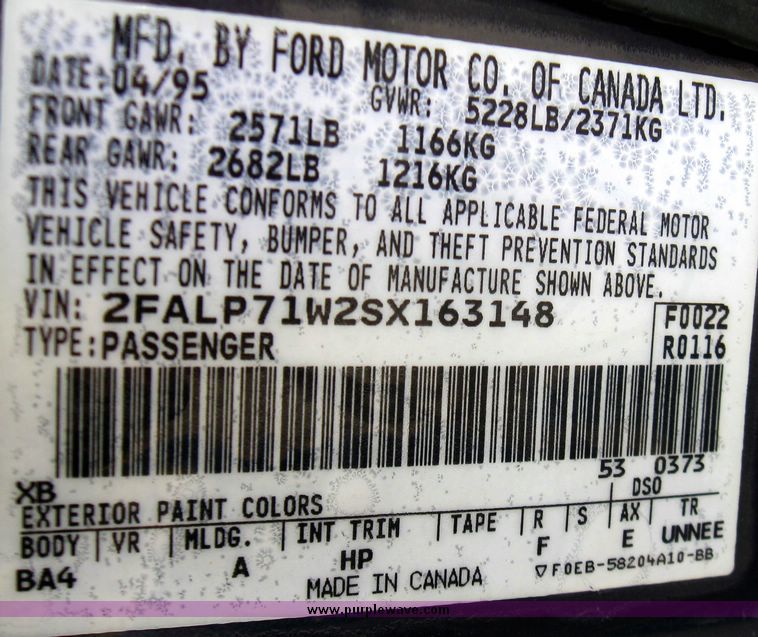 MFD. BY FORD MOTOR CO. OF CANADA LTD.
DATE: 04/95 GVWR: 5228LB/2371KG
FRONT GAWR: 2571LB 1166KG
REAR GAWR: 2682LB 1216KG
THIS VEHICLE CONFORMS TO ALL APPLICABLE FEDERAL MOTOR
VEHICLE SAFETY, BUMPER, AND THEFT PREVENTION STANDARDS
IN EFFECT ON THE DATE OF MANUFACTURE SHOWN ABOVE.
VIN: 2FALP71W2SX163148 F0022
TYPE: PASSENGER R0116
53 0373
XB DSO
EXTERIOR PAINT COLORS
BODY VR MLDG. INT TRIM TAPE R S AX TR
BA4 A HP F E UNNEE
MADE IN CANADA ▽F0EB-58204A10-BB
www.purplewave.com